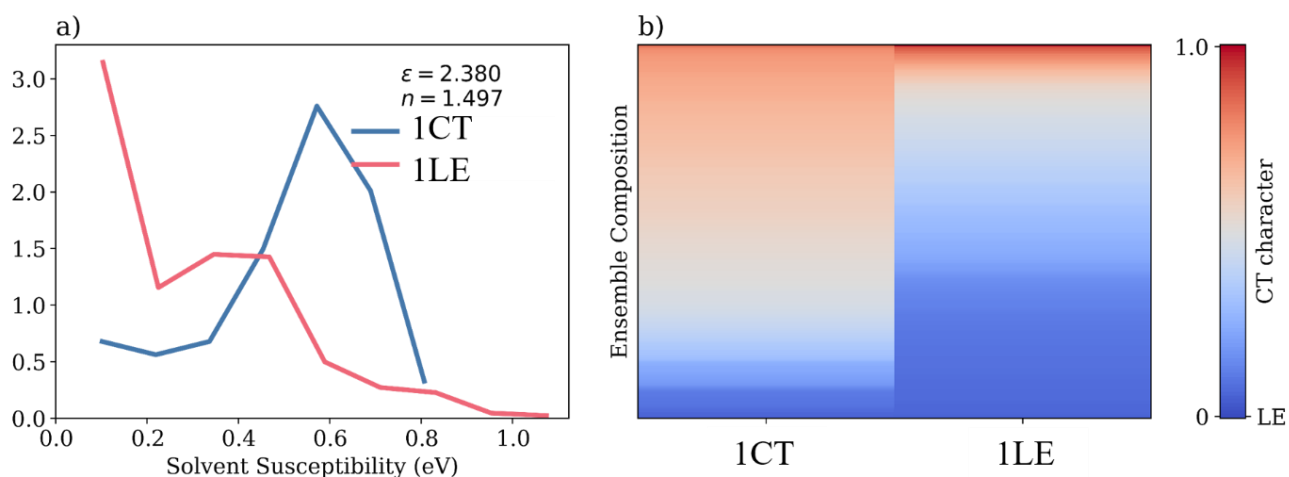 a)
3.0
2.5
2.0
1.5
1.0
0.5
0.0
0.0 0.2 0.4 0.6 0.8 1.0
Solvent Susceptibility (eV)
ε = 2.380
n = 1.497
1CT
1LE
b)
Ensemble Composition
1CT 1LE
1.0
CT character
0
LE